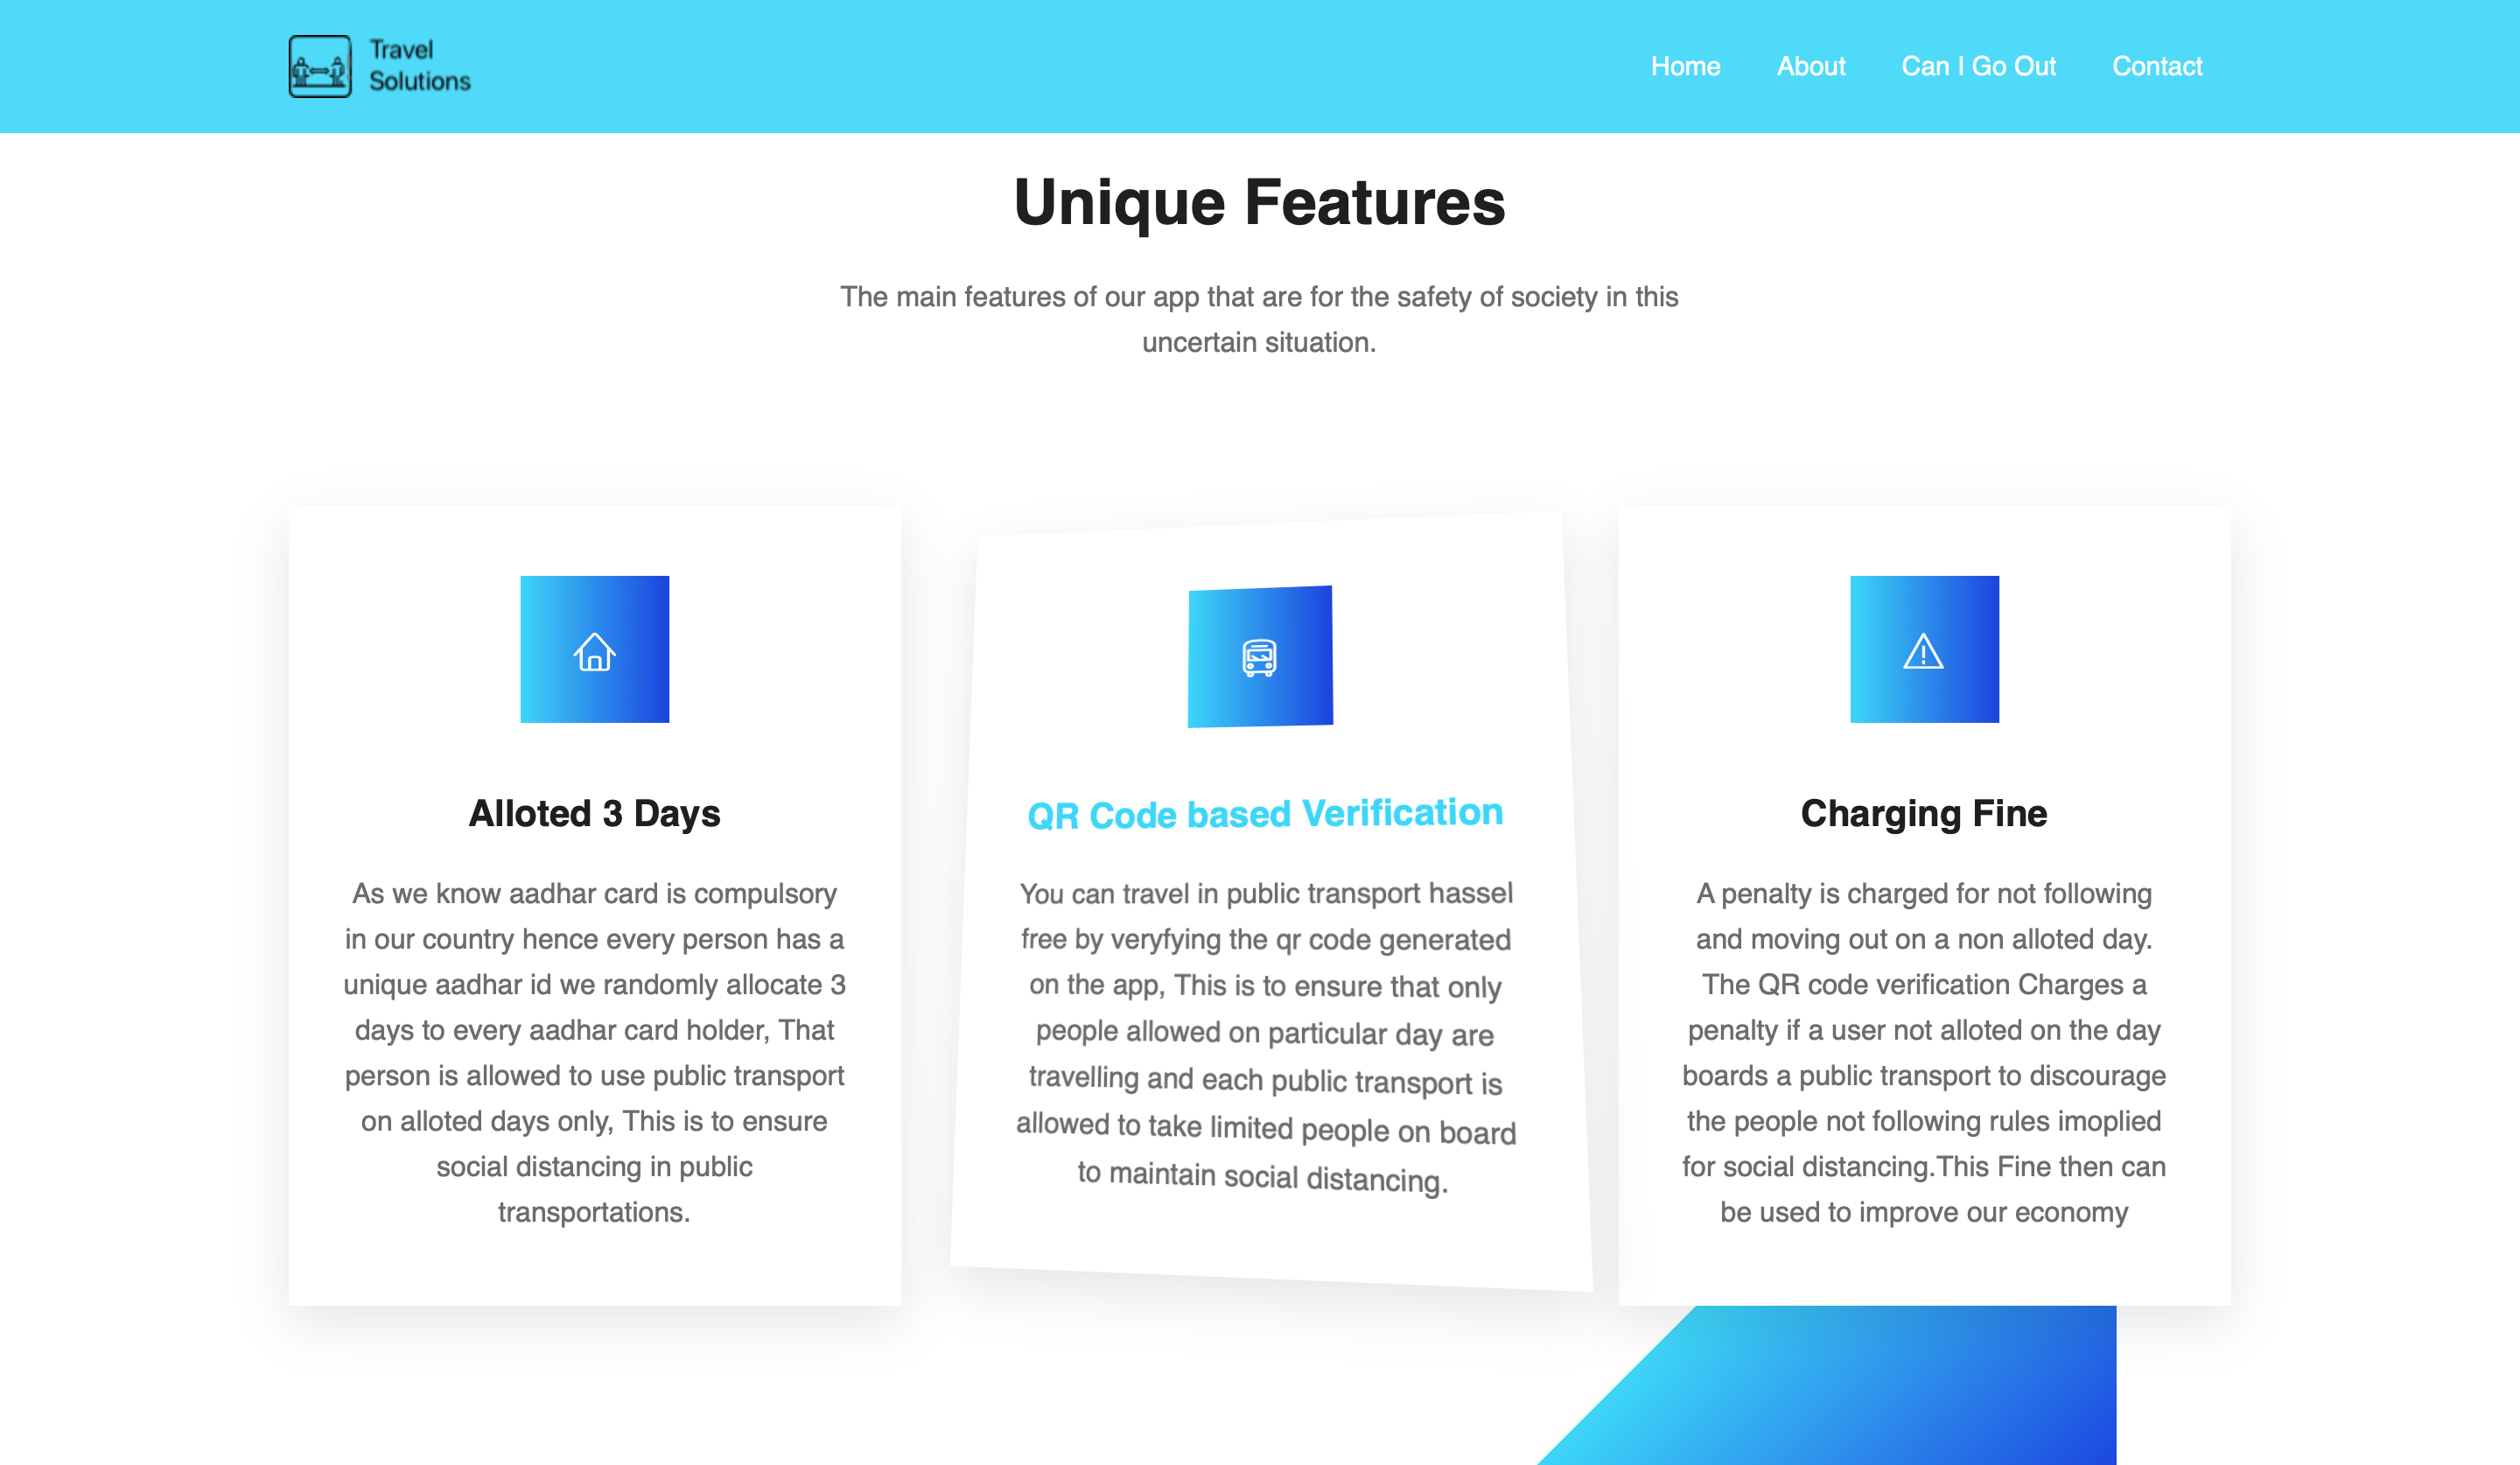 Travel
Solutions
Home About Can I Go Out Contact
Unique Features
The main features of our app that are for the safety of society in this
uncertain situation.
Alloted 3 Days
As we know aadhar card is compulsory
in our country hence every person has a
unique aadhar id we randomly allocate 3
days to every aadhar card holder, That
person is allowed to use public transport
on alloted days only, This is to ensure
social distancing in public
transportations.
QR Code based Verification
You can travel in public transport hassel
free by veryfying the qr code generated
on the app, This is to ensure that only
people allowed on particular day are
travelling and each public transport is
allowed to take limited people on board
to maintain social distancing.
Charging Fine
A penalty is charged for not following
and moving out on a non alloted day.
The QR code verification Charges a
penalty if a user not alloted on the day
boards a public transport to discourage
the people not following rules imoplied
for social distancing.This Fine then can
be used to improve our economy